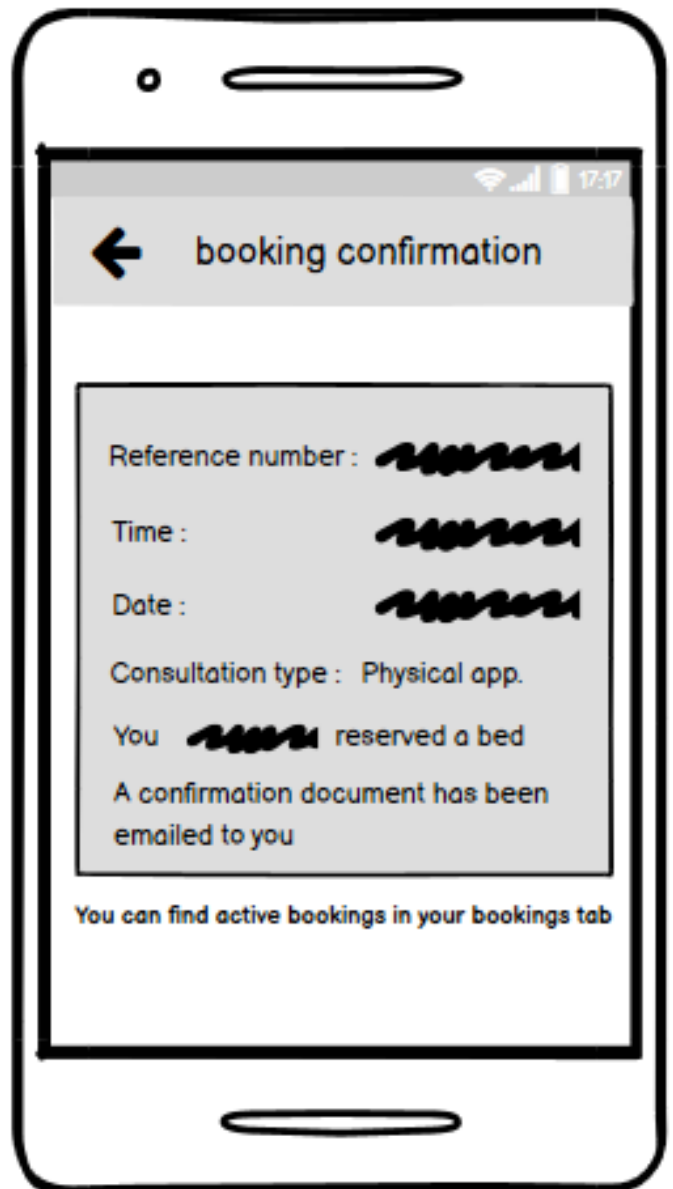 17:17
booking confirmation
Reference number :
Time :
Date :
Consultation type : Physical app.
You reserved a bed
A confirmation document has been
emailed to you
You can find active bookings in your bookings tab